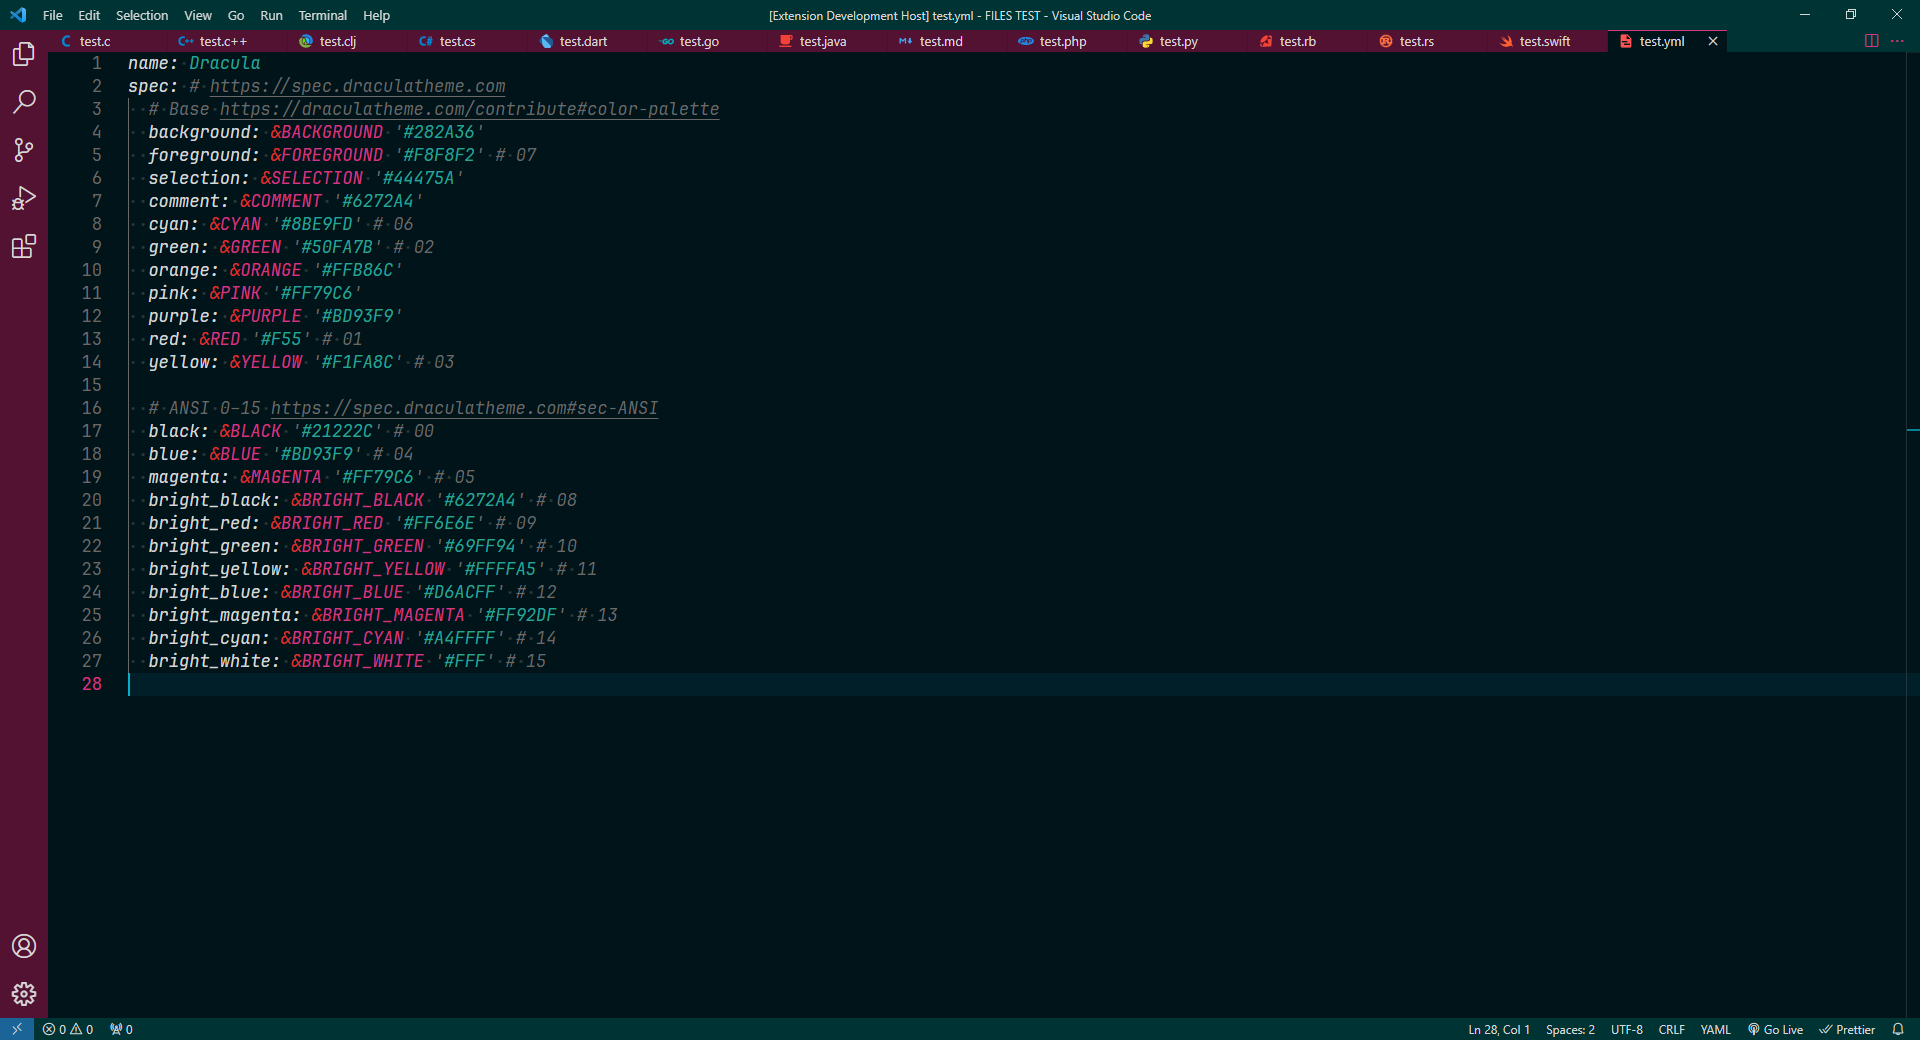 File Edit Selection View Go Run Terminal Help [Extension Development Host] test.yml - FILES TEST - Visual Studio Code
test.c test.c++ test.clj test.cs test.dart test.go test.java test.md test.php test.py test.rb test.rs test.swift test.yml
1 name: Dracula
2 spec: # https://spec.draculatheme.com
3 # Base https://draculatheme.com/contribute#color-palette
4 background: &BACKGROUND '#282A36'
5 foreground: &FOREGROUND '#F8F8F2' # 07
6 selection: &SELECTION '#44475A'
7 comment: &COMMENT '#6272A4'
8 cyan: &CYAN '#8BE9FD' # 06
9 green: &GREEN '#50FA7B' # 02
10 orange: &ORANGE '#FFB86C'
11 pink: &PINK '#FF79C6'
12 purple: &PURPLE '#BD93F9'
13 red: &RED '#F55' # 01
14 yellow: &YELLOW '#F1FA8C' # 03
15
16 # ANSI 0-15 https://spec.draculatheme.com#sec-ANSI
17 black: &BLACK '#21222C' # 00
18 blue: &BLUE '#BD93F9' # 04
19 magenta: &MAGENTA '#FF79C6' # 05
20 bright_black: &BRIGHT_BLACK '#6272A4' # 08
21 bright_red: &BRIGHT_RED '#FF6E6E' # 09
22 bright_green: &BRIGHT_GREEN '#69FF94' # 10
23 bright_yellow: &BRIGHT_YELLOW '#FFFFA5' # 11
24 bright_blue: &BRIGHT_BLUE '#D6ACFF' # 12
25 bright_magenta: &BRIGHT_MAGENTA '#FF92DF' # 13
26 bright_cyan: &BRIGHT_CYAN '#A4FFFF' # 14
27 bright_white: &BRIGHT_WHITE '#FFF' # 15
28
0 0 0 Ln 28, Col 1 Spaces: 2 UTF-8 CRLF YAML Go Live Prettier